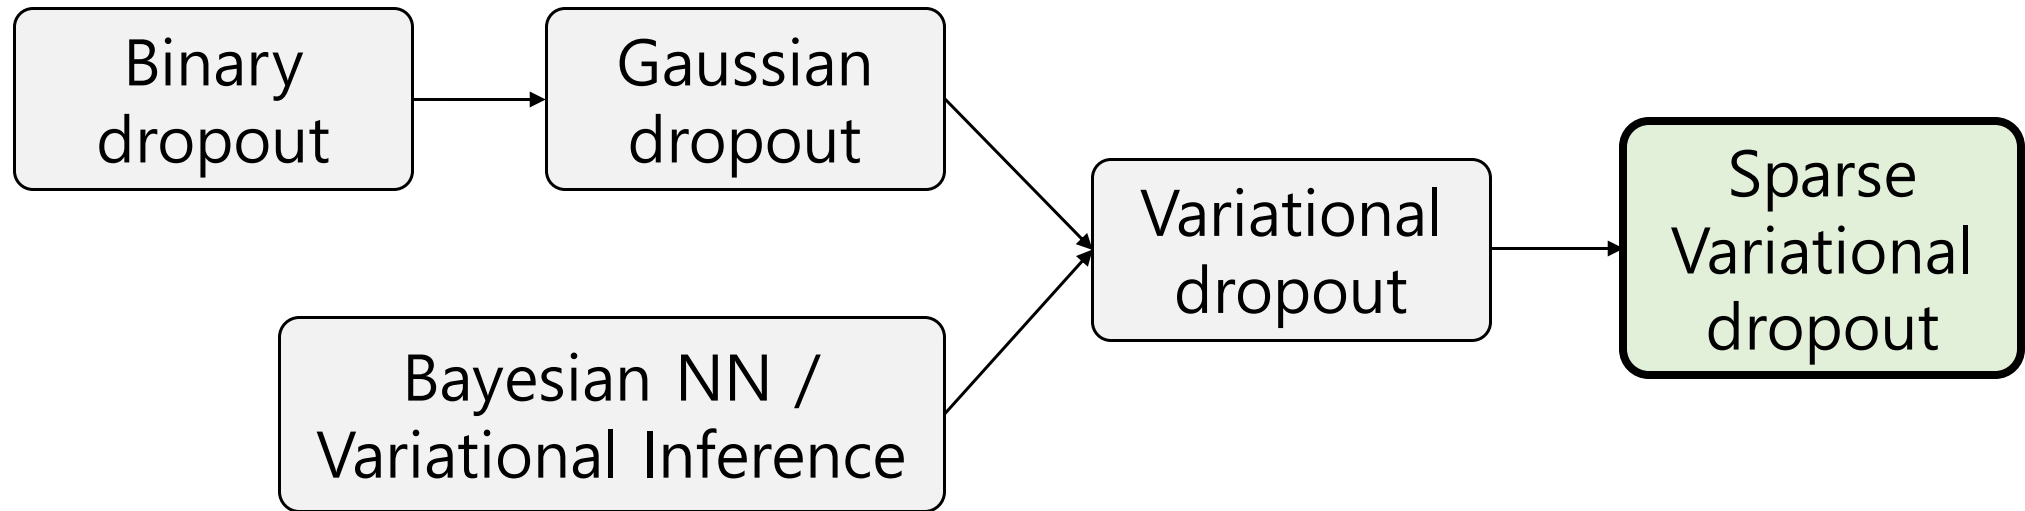 Binary
dropout
Gaussian
dropout
Bayesian NN /
Variational Inference
Variational
dropout
Sparse
Variational
dropout